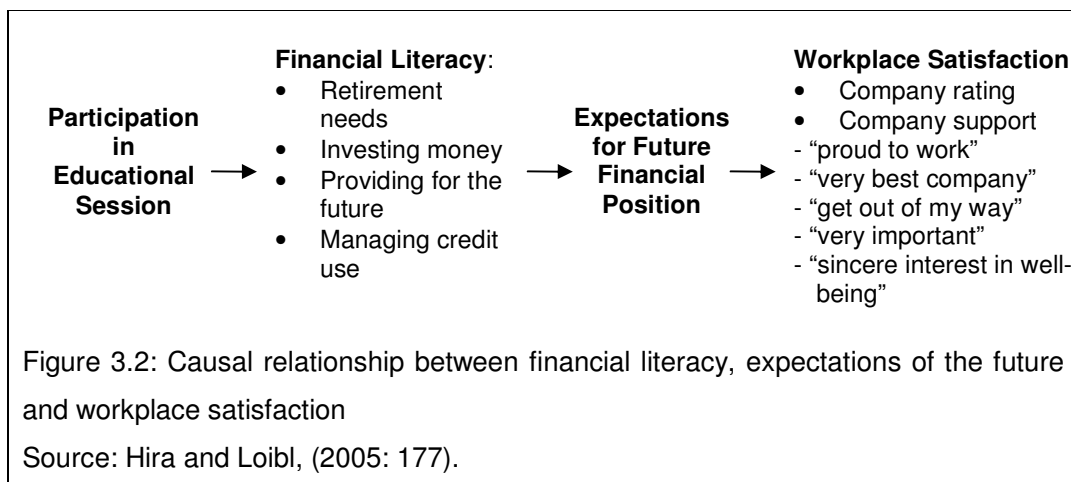 Participation
in
Educational
Session
Financial Literacy:
• Retirement
needs
• Investing money
• Providing for the
future
• Managing credit
use
Expectations
for Future
Financial
Position
Workplace Satisfaction
• Company rating
• Company support
- “proud to work”
- “very best company”
- “get out of my way”
- “very important”
- “sincere interest in well-
being”
Figure 3.2: Causal relationship between financial literacy, expectations of the future
and workplace satisfaction
Source: Hira and Loibl, (2005: 177).